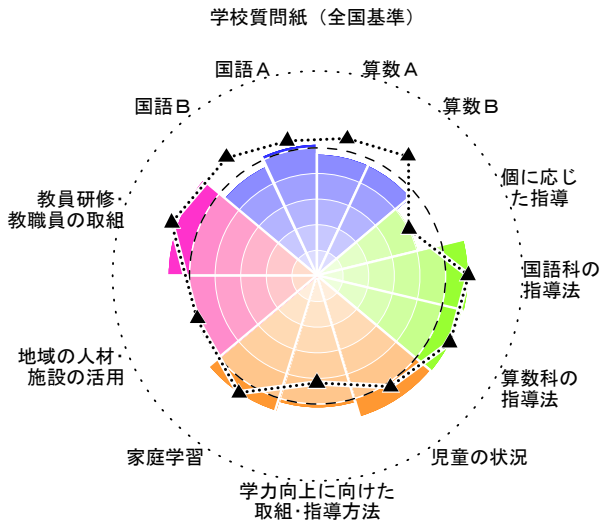 学校質問紙（全国基準）
国語Ａ
算数Ａ
国語Ｂ
算数Ｂ
個に応じ
た指導
教員研修・
教職員の取組
国語科の
指導法
地域の人材・
施設の活用
算数科の
指導法
家庭学習
児童の状況
学力向上に向けた
取組・指導方法